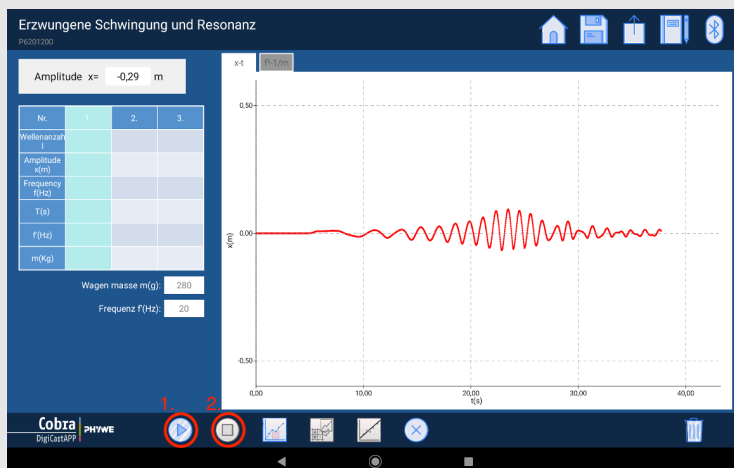 Erzwungene Schwingung und Resonanz
P6201200
Amplitude x= -0,29 m
x-t f²-1/m
Nr. 1. 2. 3.
Wellenanzah
l
Amplitude
x(m)
Frequency
f(Hz)
T(s)
f'(Hz)
m(Kg)
Wagen masse m(g): 280
Frequenz f'(Hz): 20
0,50
0,00
-0,50
x(m)
0,00 10,00 20,00 30,00 40,00
t(s)
1. 2.
Cobra PHYWE
DigiCartAPP